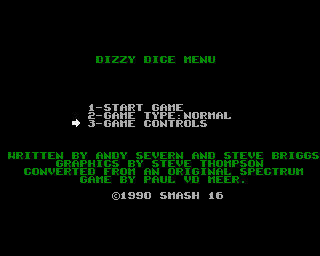 DIZZY DICE MENU
1-START GAME
2-GAME TYPE:NORMAL
3-GAME CONTROLS
WRITTEN BY ANDY SEVERN AND STEVE BRIGGS
GRAPHICS BY STEVE THOMPSON
CONVERTED FROM AN ORIGINAL SPECTRUM
GAME BY PAUL VD MEER.
©1990 SMASH 16